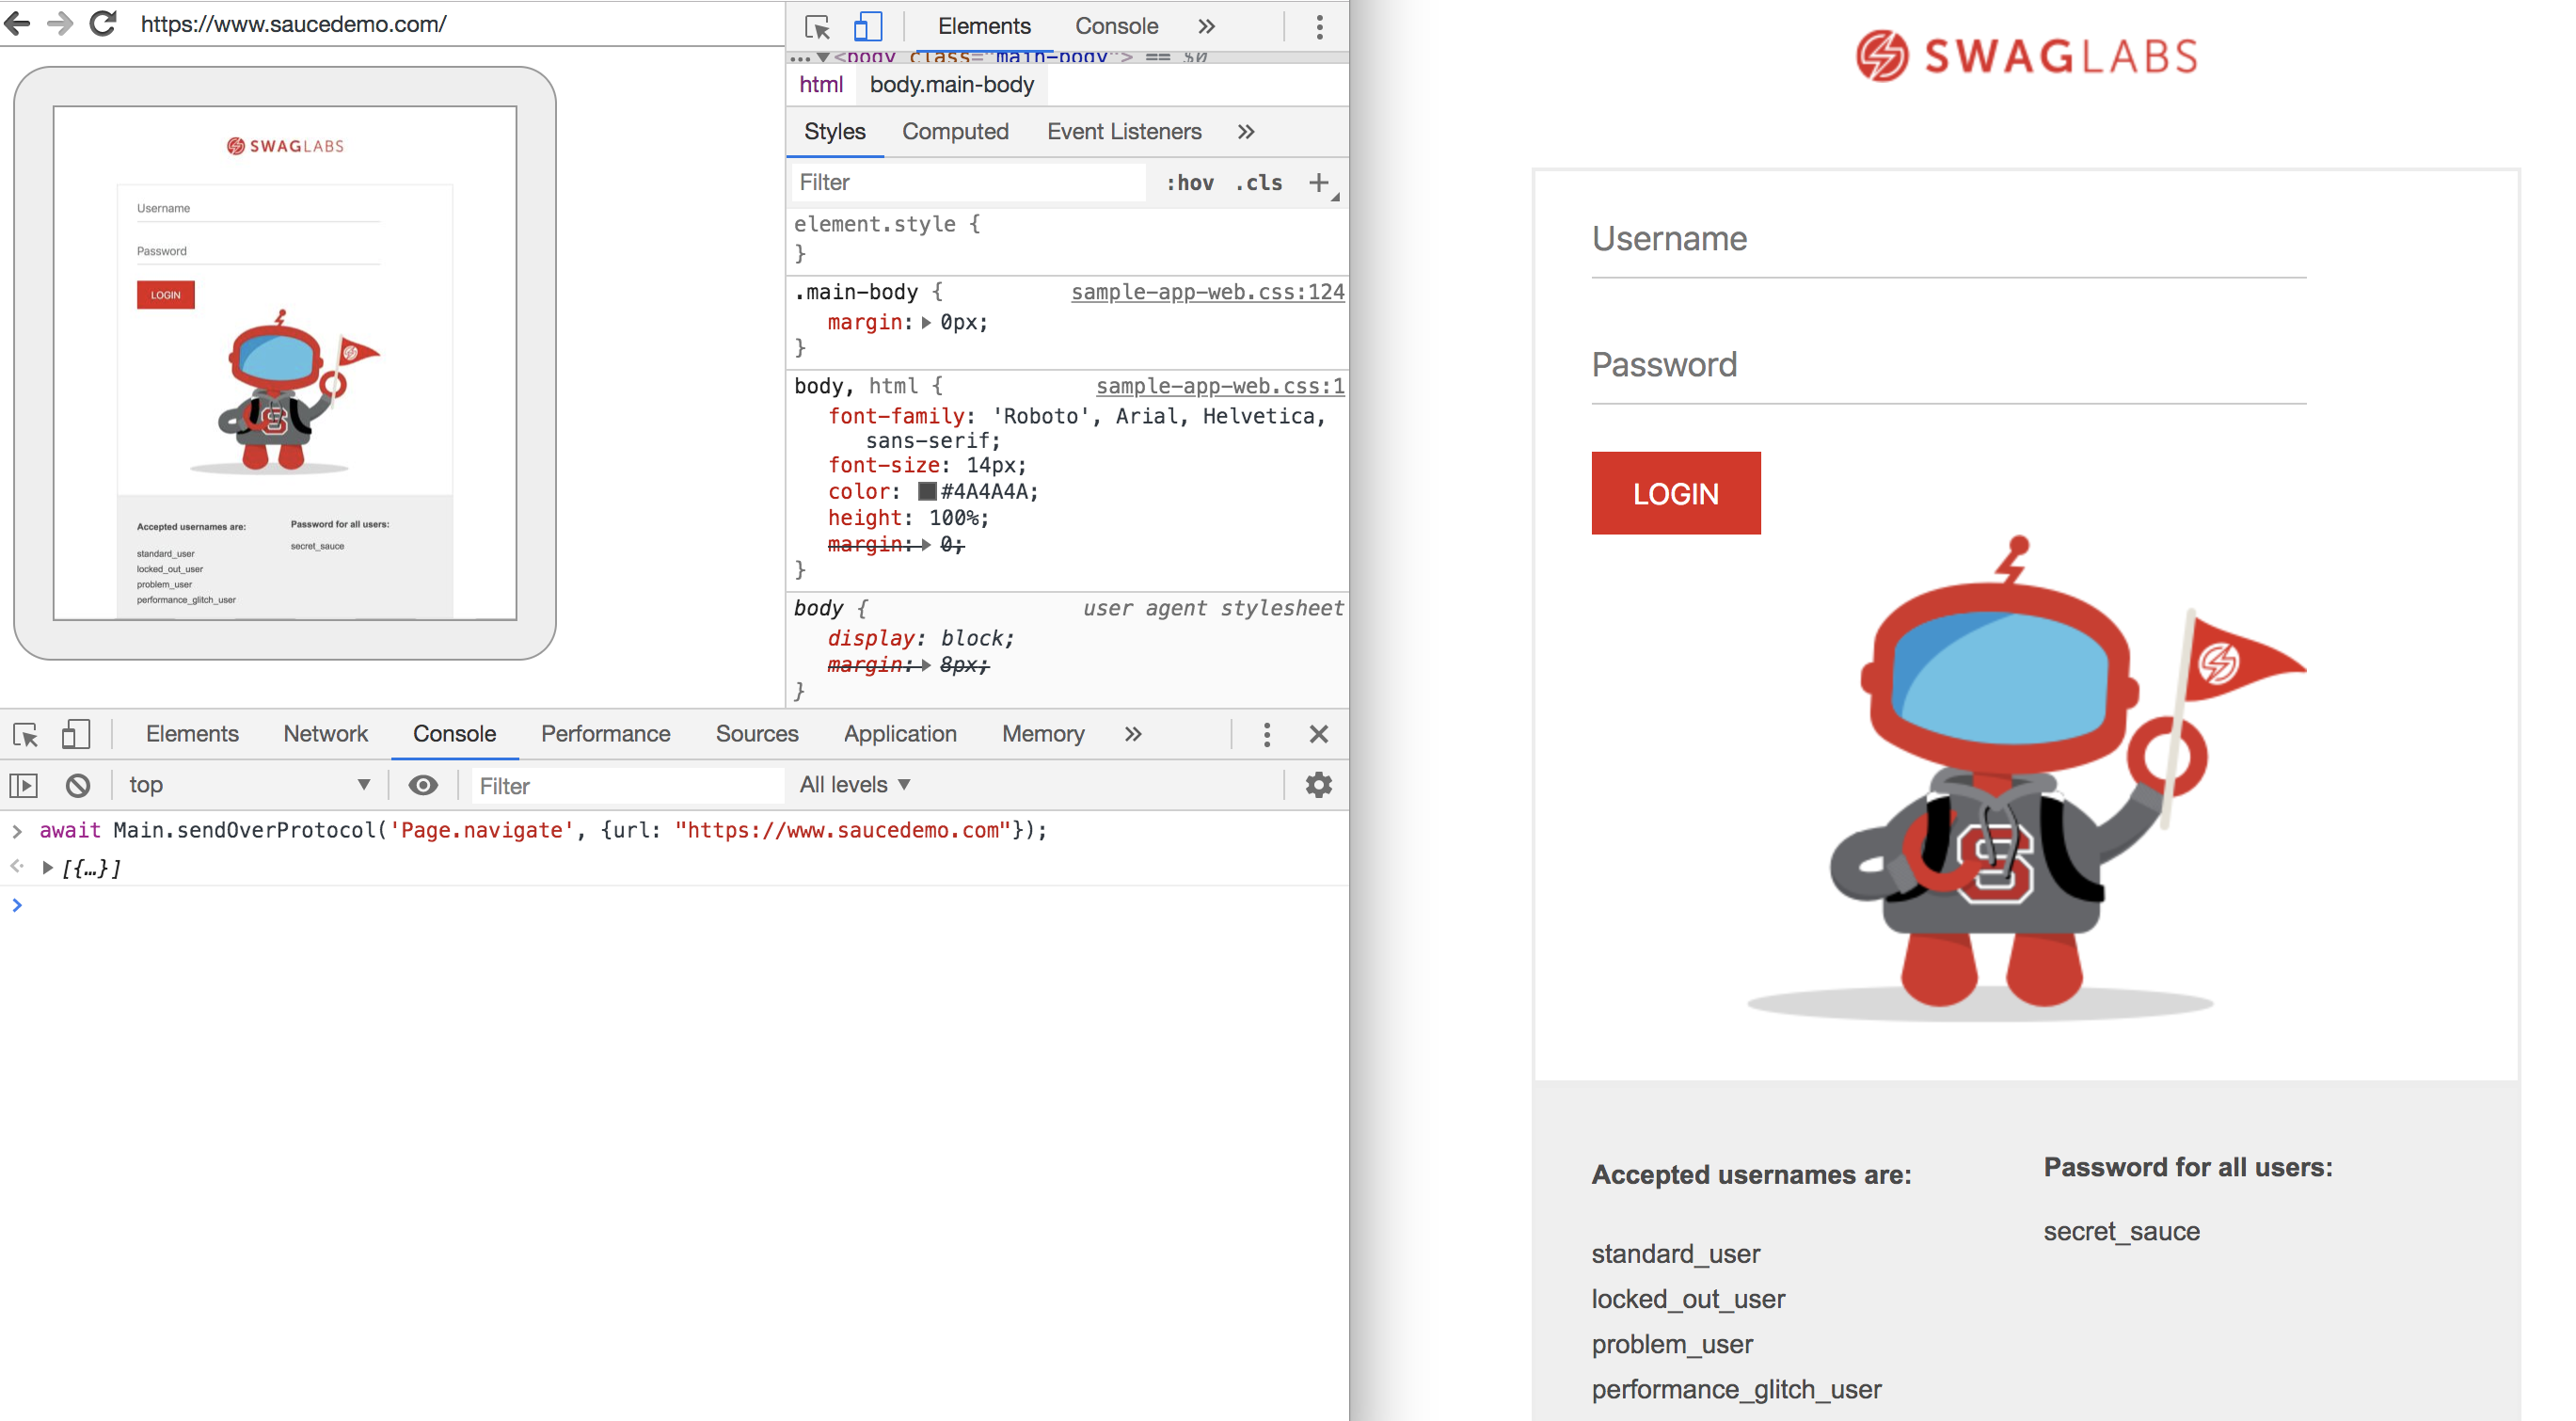 https://www.saucedemo.com/
SWAGLABS
Username
Password
LOGIN
Accepted usernames are:
Password for all users:
standard_user
secret_sauce
locked_out_user
problem_user
performance_glitch_user
Elements Console »
… ▼<body class="main-body"> == $0
html body.main-body
Styles Computed Event Listeners »
Filter :hov .cls +
element.style {
}
.main-body { sample-app-web.css:124
margin: ▶ 0px;
}
body, html { sample-app-web.css:1
font-family: 'Roboto', Arial, Helvetica,
sans-serif;
font-size: 14px;
color: #4A4A4A;
height: 100%;
margin: ▶ 0;
}
body { user agent stylesheet
display: block;
margin: ▶ 8px;
}
Elements Network Console Performance Sources Application Memory »
top ▼ Filter All levels ▼
> await Main.sendOverProtocol('Page.navigate', {url: "https://www.saucedemo.com"});
▶ [{…}]
>
SWAGLABS
Username
Password
LOGIN
S
Accepted usernames are:
Password for all users:
standard_user
secret_sauce
locked_out_user
problem_user
performance_glitch_user